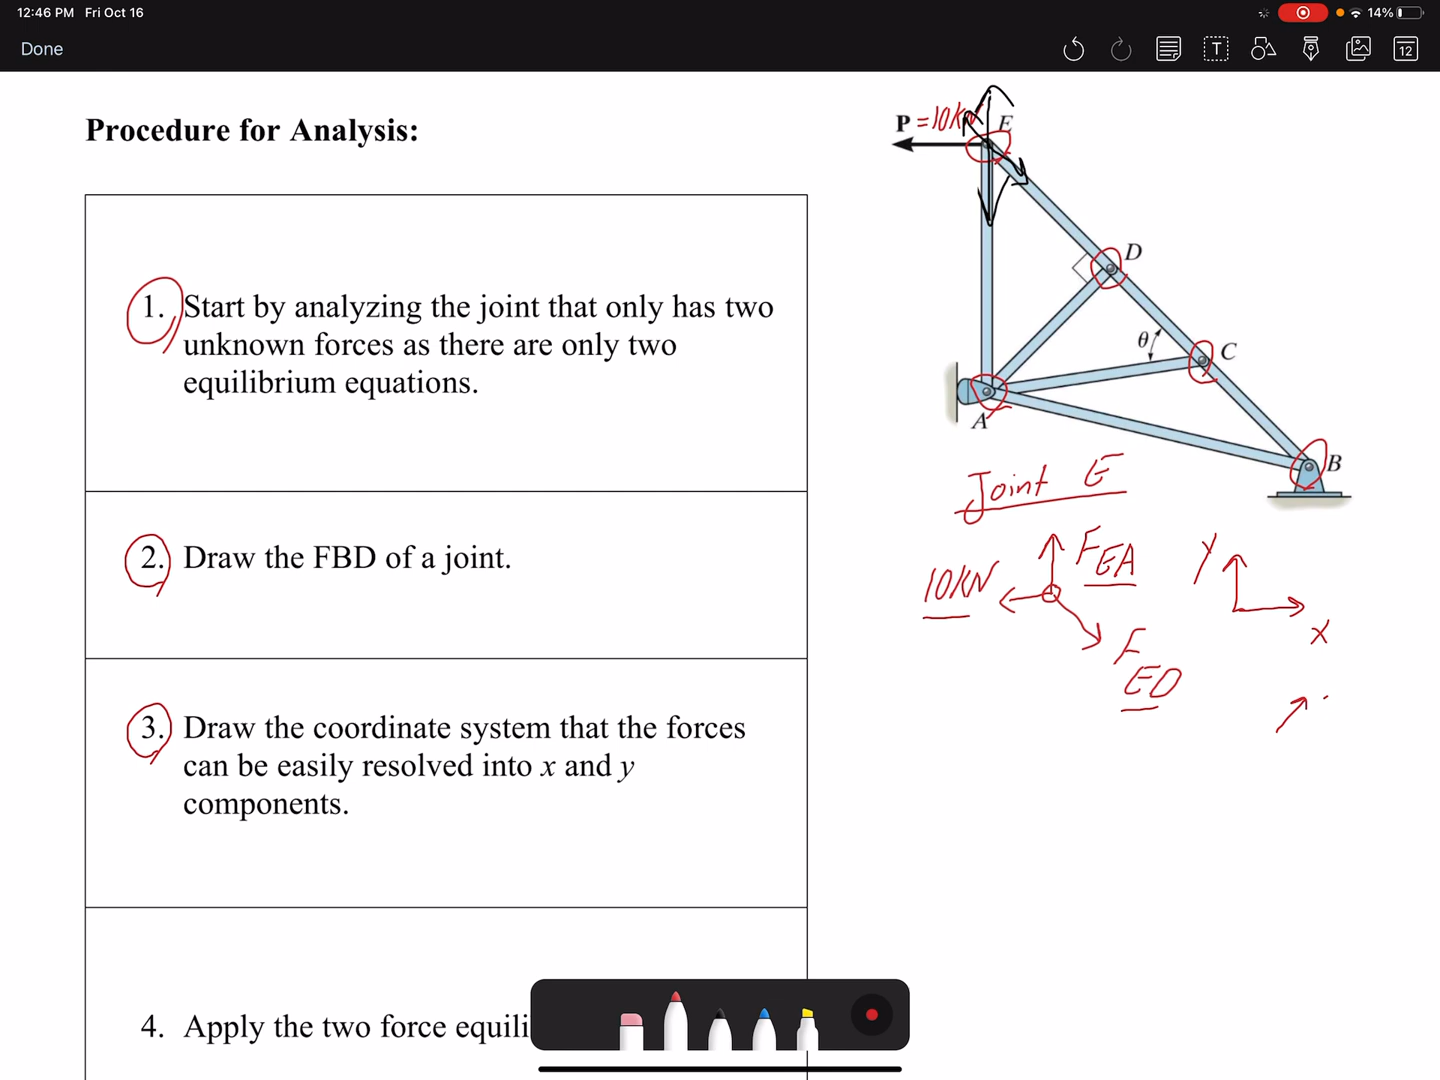 12:46 PM Fri Oct 16
14%
Done
T
12
Procedure for Analysis:
1. Start by analyzing the joint that only has two
unknown forces as there are only two
equilibrium equations.
2. Draw the FBD of a joint.
3. Draw the coordinate system that the forces
can be easily resolved into x and y
components.
4. Apply the two force equili
P = 10KN
E
D
θ
C
A
B
Joint E
10KN
FEA
FED
y
x